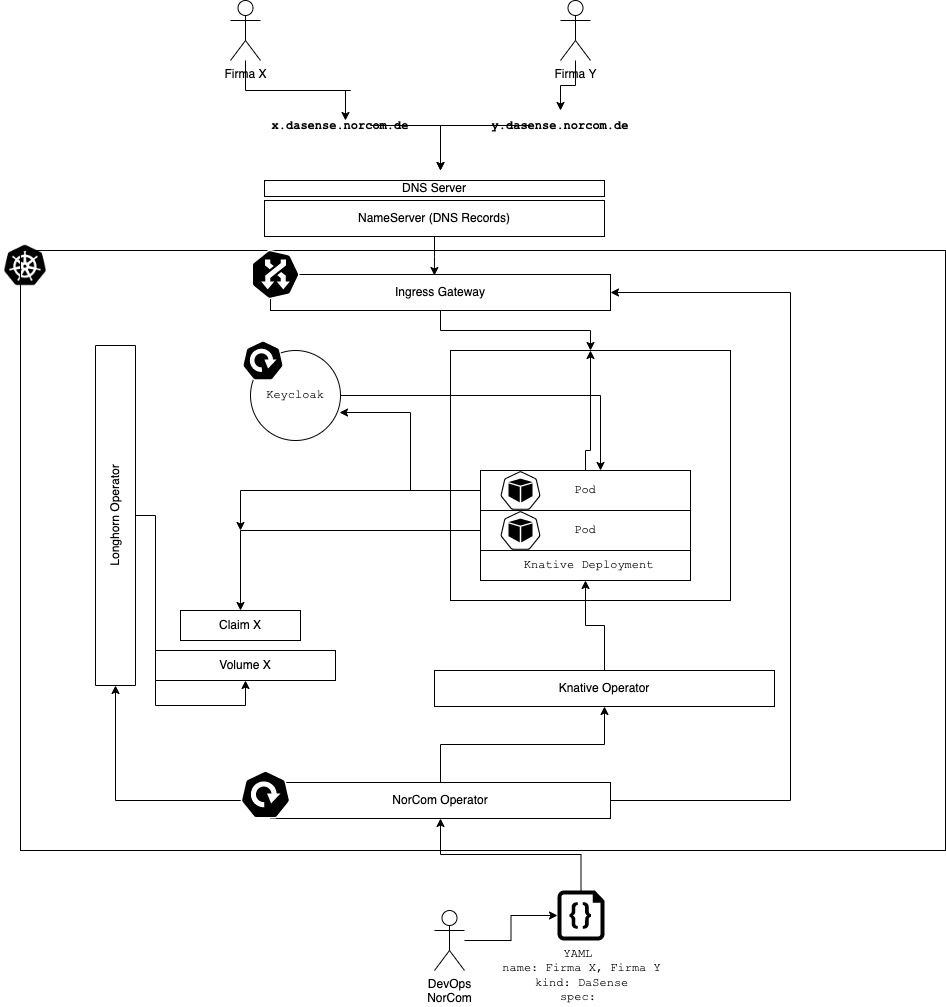 Firma X
Firma Y
x.dasense.norcom.de
y.dasense.norcom.de
DNS Server
NameServer (DNS Records)
Ingress Gateway
Keycloak
Longhorn Operator
Pod
Pod
Knative Deployment
Claim X
Volume X
Knative Operator
NorCom Operator
{}
YAML
name: Firma X, Firma Y
kind: DaSense
spec:
DevOps
NorCom